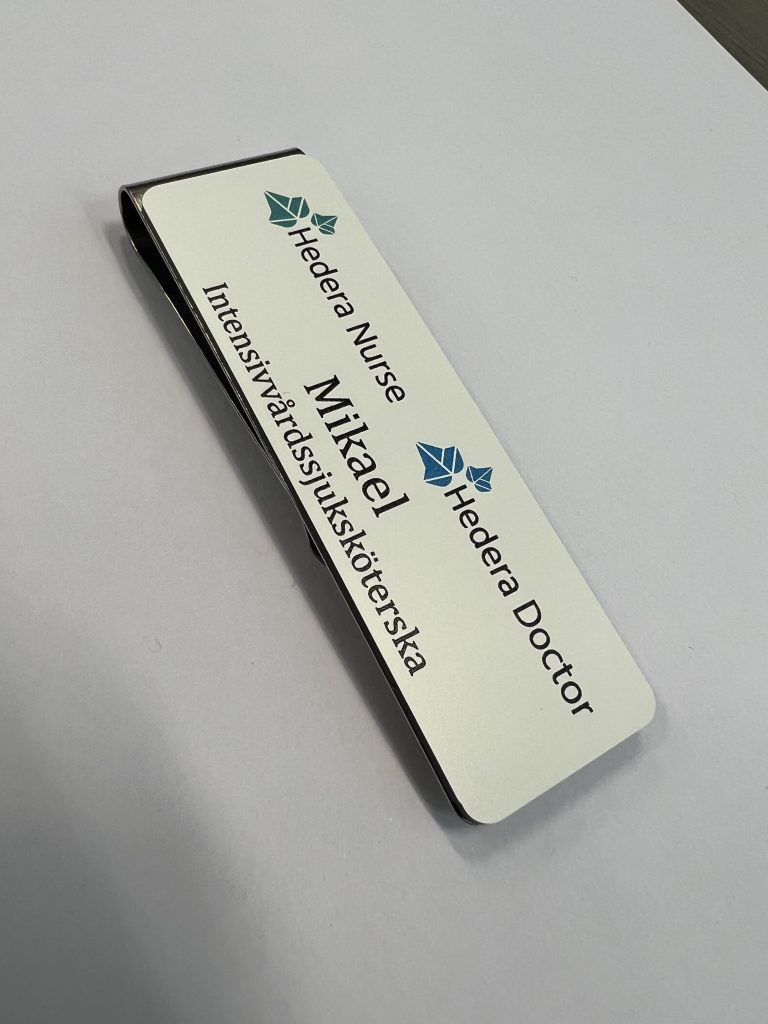 Hedera Nurse
Hedera Doctor
Mikael
Intensivvårdssjuksköterska